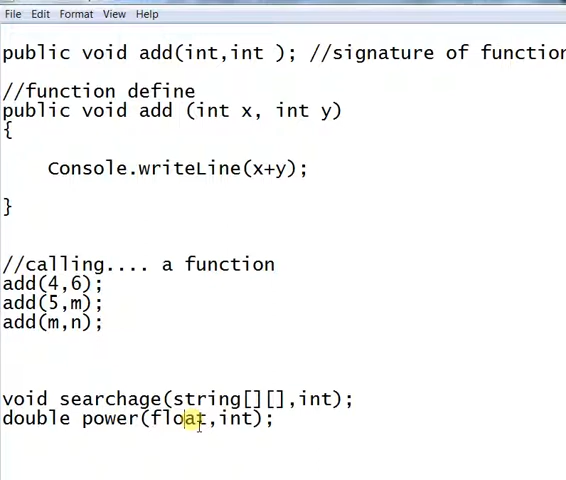 File Edit Format View Help
public void add(int,int ); //signature of function
//function define
public void add (int x, int y)
{
Console.writeLine(x+y);
}
//calling.... a function
add(4,6);
add(5,m);
add(m,n);
void searchage(string[][],int);
double power(float,int);